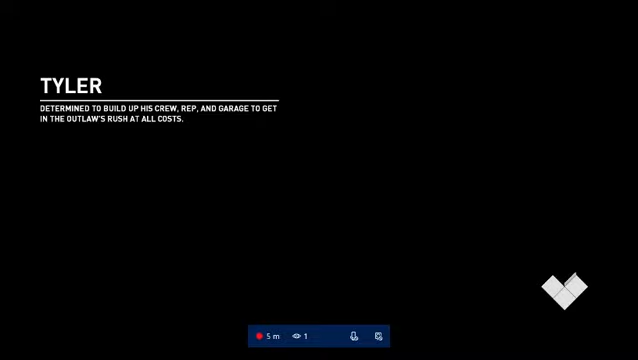 TYLER
DETERMINED TO BUILD UP HIS CREW, REP, AND GARAGE TO GET
IN THE OUTLAW'S RUSH AT ALL COSTS.
5 m 1